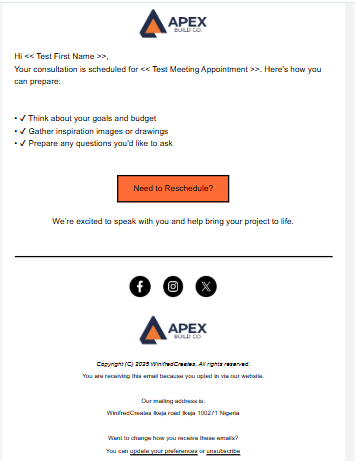 APEX
BUILD CO.
Hi << Test First Name >>,
Your consultation is scheduled for << Test Meeting Appointment >>. Here's how you
can prepare:
• ✓ Think about your goals and budget
• ✓ Gather inspiration images or drawings
• ✓ Prepare any questions you'd like to ask
Need to Reschedule?
We're excited to speak with you and help bring your project to life.
APEX
BUILD CO.
Copyright (C) 2025 WinifredCreates. All rights reserved.
You are receiving this email because you opted in via our website.
Our mailing address is:
WinifredCreates Ikeja road Ikeja 100271 Nigeria
Want to change how you receive these emails?
You can update your preferences or unsubscribe